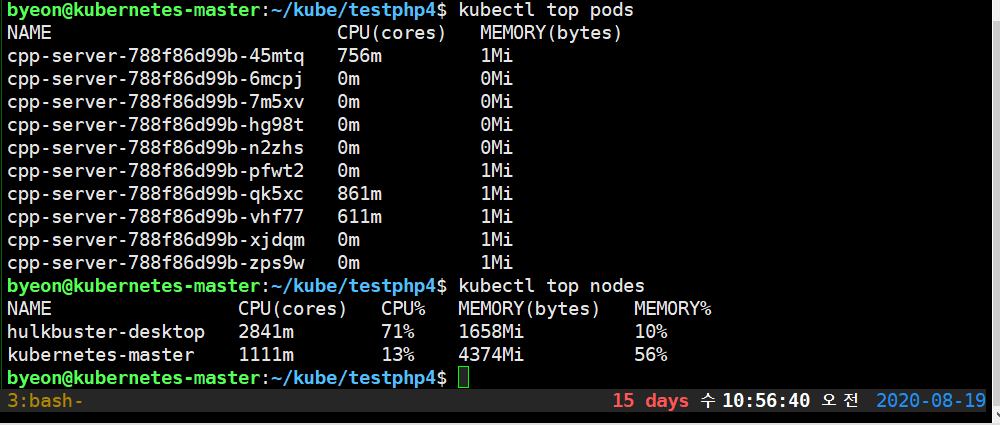 byeon@kubernetes-master:~/kube/testphp4$ kubectl top pods
NAME CPU(cores) MEMORY(bytes)
cpp-server-788f86d99b-45mtq 756m 1Mi
cpp-server-788f86d99b-6mcpj 0m 0Mi
cpp-server-788f86d99b-7m5xv 0m 0Mi
cpp-server-788f86d99b-hg98t 0m 0Mi
cpp-server-788f86d99b-n2zhs 0m 0Mi
cpp-server-788f86d99b-pfwt2 0m 1Mi
cpp-server-788f86d99b-qk5xc 861m 1Mi
cpp-server-788f86d99b-vhf77 611m 1Mi
cpp-server-788f86d99b-xjdqm 0m 1Mi
cpp-server-788f86d99b-zps9w 0m 1Mi
byeon@kubernetes-master:~/kube/testphp4$ kubectl top nodes
NAME CPU(cores) CPU% MEMORY(bytes) MEMORY%
hulkbuster-desktop 2841m 71% 1658Mi 10%
kubernetes-master 1111m 13% 4374Mi 56%
byeon@kubernetes-master:~/kube/testphp4$
3:bash- 15 days 수 10:56:40 오전 2020-08-19